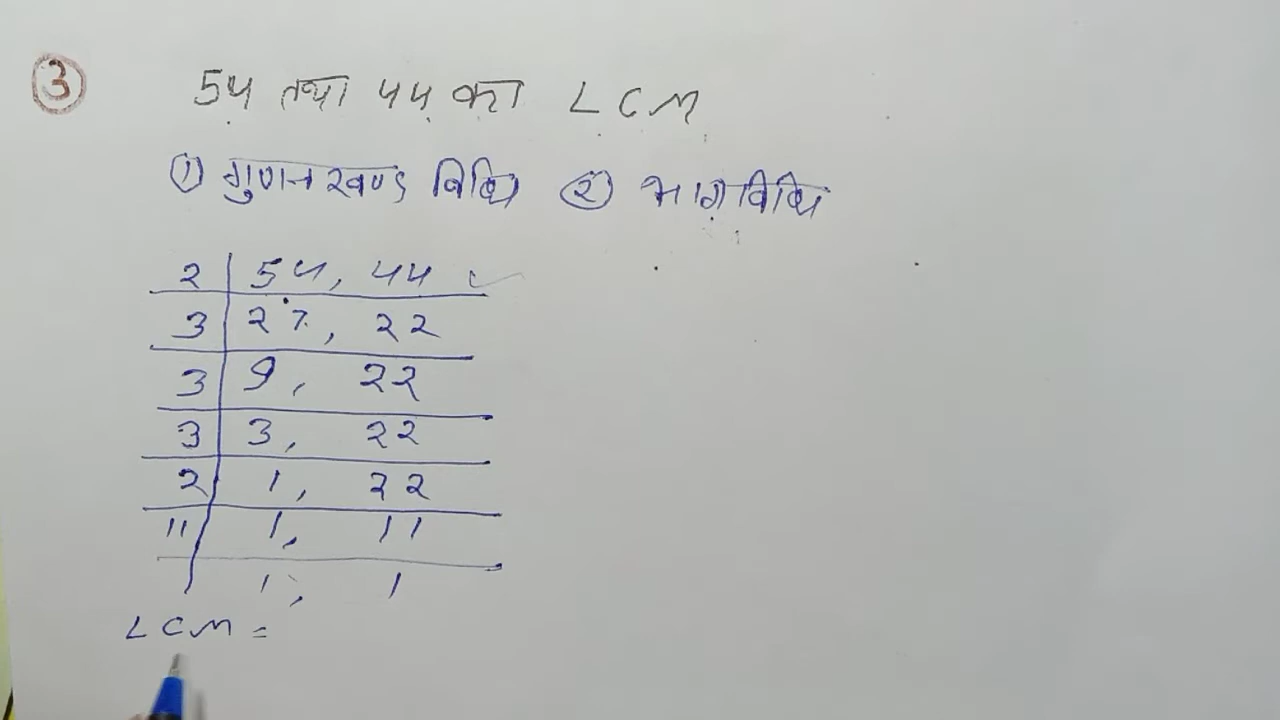 3 54 तथा 44 का LCM
1 गुणनखण्ड विधि 2 भाग विधि
2 54, 44 ✓
3 27, 22
3 9, 22
3 3, 22
2 1, 22
11 1, 11
1, 1
LCM =